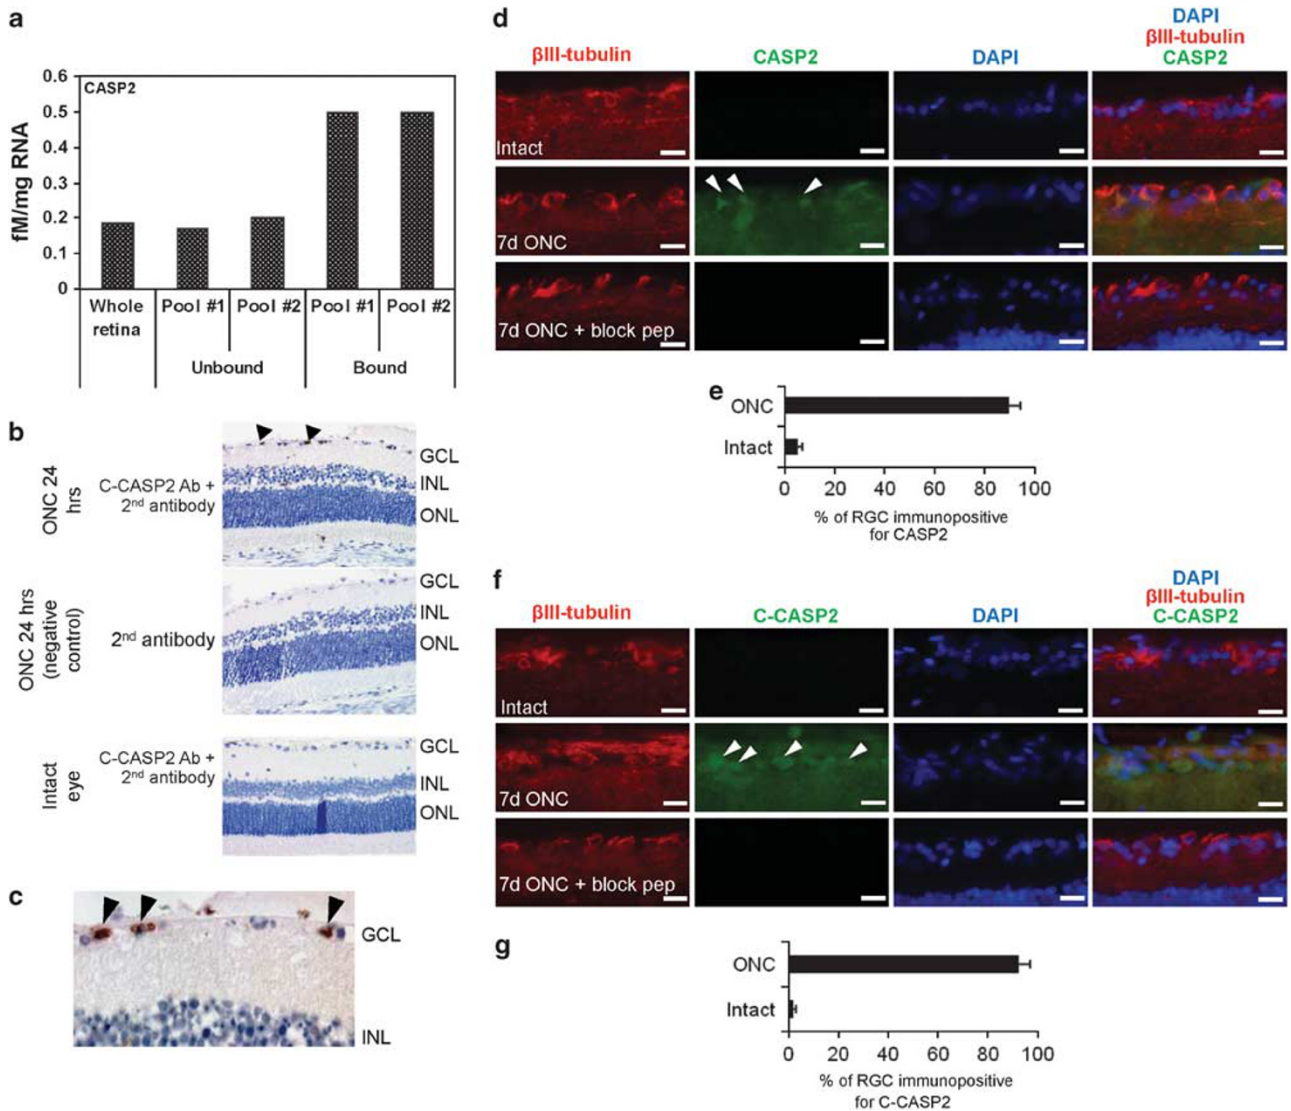 a
CASP2
fM/mg RNA
0.6
0.5
0.4
0.3
0.2
0.1
0
Whole
retina
Pool #1
Pool #2
Pool #1
Pool #2
Unbound
Bound
b
ONC 24
hrs
C-CASP2 Ab +
2nd antibody
GCL
INL
ONL
ONC 24 hrs
(negative
control)
2nd antibody
GCL
INL
ONL
Intact
eye
C-CASP2 Ab +
2nd antibody
GCL
INL
ONL
c
GCL
INL
d
βIII-tubulin
CASP2
DAPI
DAPI
βIII-tubulin
CASP2
Intact
7d ONC
7d ONC + block pep
e
ONC
Intact
0 20 40 60 80 100
% of RGC immunopositive
for CASP2
f
βIII-tubulin
C-CASP2
DAPI
DAPI
βIII-tubulin
C-CASP2
Intact
7d ONC
7d ONC + block pep
g
ONC
Intact
0 20 40 60 80 100
% of RGC immunopositive
for C-CASP2